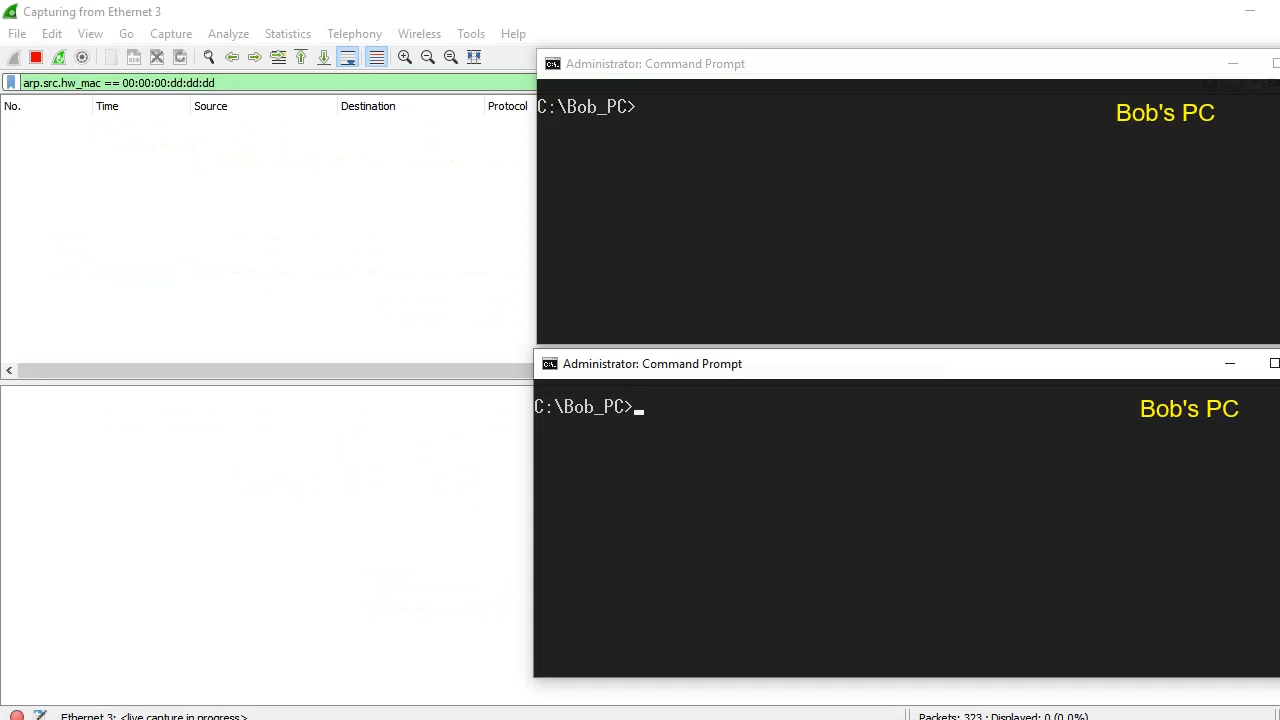 Capturing from Ethernet 3
File Edit View Go Capture Analyze Statistics Telephony Wireless Tools Help
arp.src.hw_mac == 00:00:00:dd:dd:dd
No. Time Source Destination Protocol
Administrator: Command Prompt
C:\Bob_PC>
Bob's PC
Administrator: Command Prompt
C:\Bob_PC>
Bob's PC
Ethernet 3: <live capture in progress>
Packets: 323 · Displayed: 0 (0.0%)